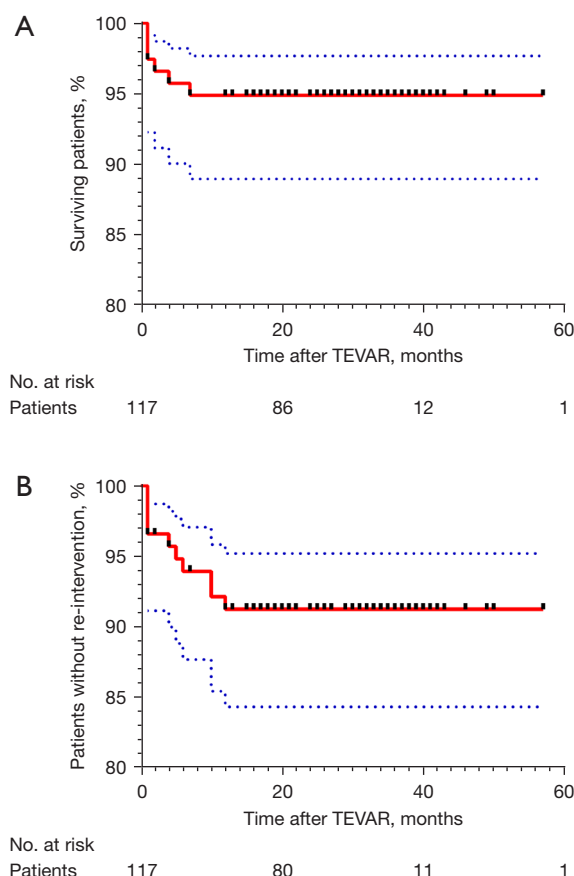 A
Surviving patients, %
100
95
90
85
80
0 20 40 60
Time after TEVAR, months
No. at risk
Patients 117 86 12 1
B
Patients without re-intervention, %
100
95
90
85
80
0 20 40 60
Time after TEVAR, months
No. at risk
Patients 117 80 11 1